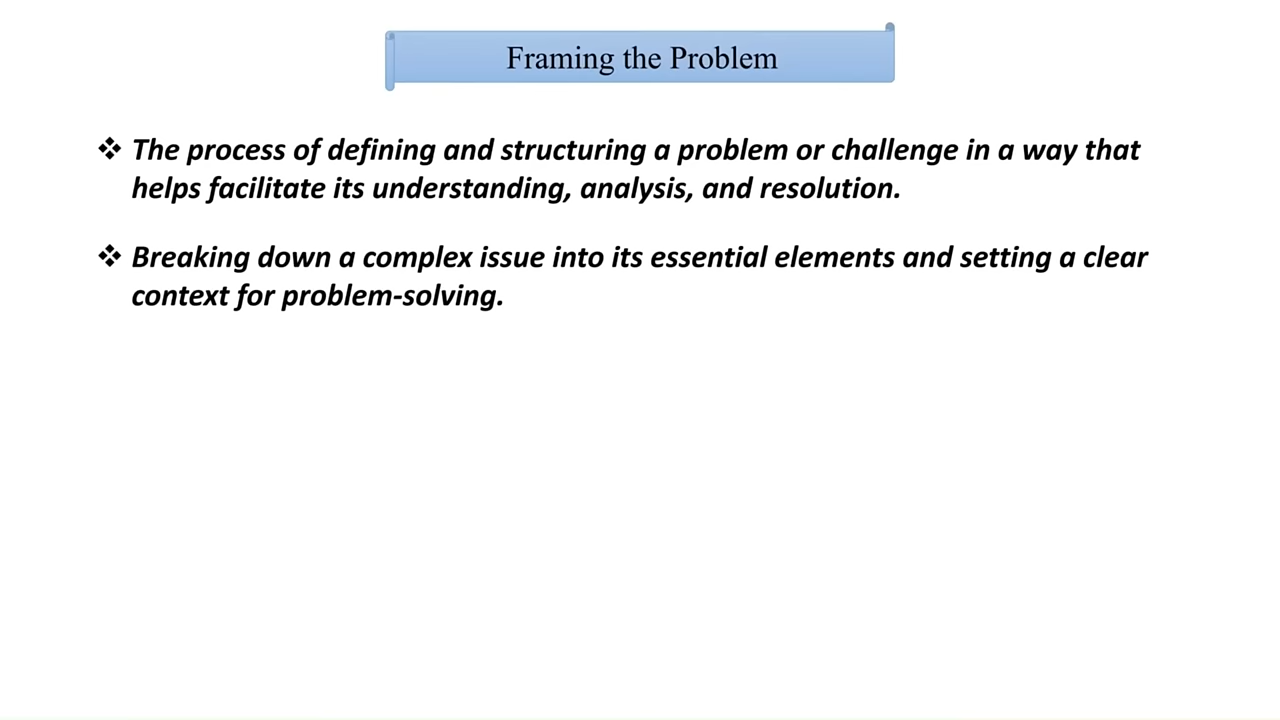 Framing the Problem
❖ The process of defining and structuring a problem or challenge in a way that
helps facilitate its understanding, analysis, and resolution.
❖ Breaking down a complex issue into its essential elements and setting a clear
context for problem-solving.